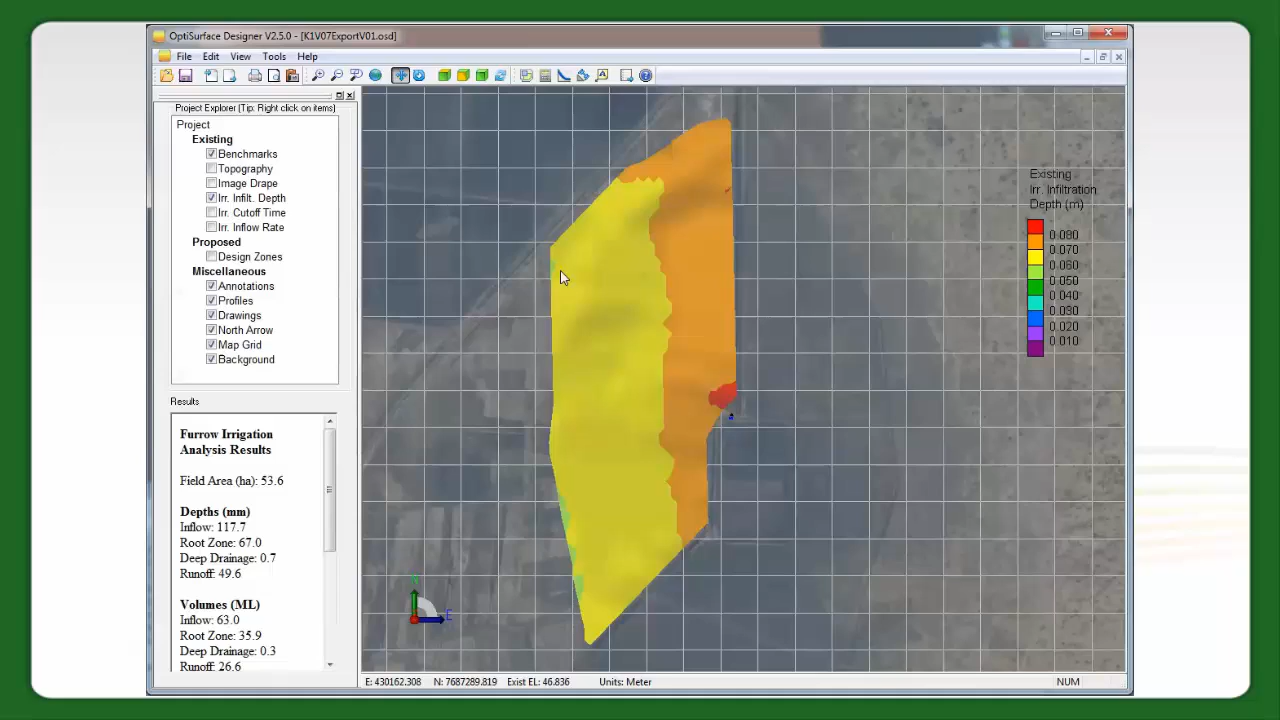 OptiSurface Designer V2.5.0 - [K1V07ExportV01.osd]
File Edit View Tools Help
Project Explorer [Tip: Right click on items]
Project
Existing
Benchmarks
Topography
Image Drape
Irr. Infilt. Depth
Irr. Cutoff Time
Irr. Inflow Rate
Proposed
Design Zones
Miscellaneous
Annotations
Profiles
Drawings
North Arrow
Map Grid
Background
Results
Furrow Irrigation
Analysis Results
Field Area (ha): 53.6
Depths (mm)
Inflow: 117.7
Root Zone: 67.0
Deep Drainage: 0.7
Runoff: 49.6
Volumes (ML)
Inflow: 63.0
Root Zone: 35.9
Deep Drainage: 0.3
Runoff: 26.6
Existing
Irr. Infiltration
Depth (m)
0.080
0.070
0.060
0.050
0.040
0.030
0.020
0.010
E
E: 430162.308 N: 7687289.819 Exist EL: 46.836 Units: Meter NUM